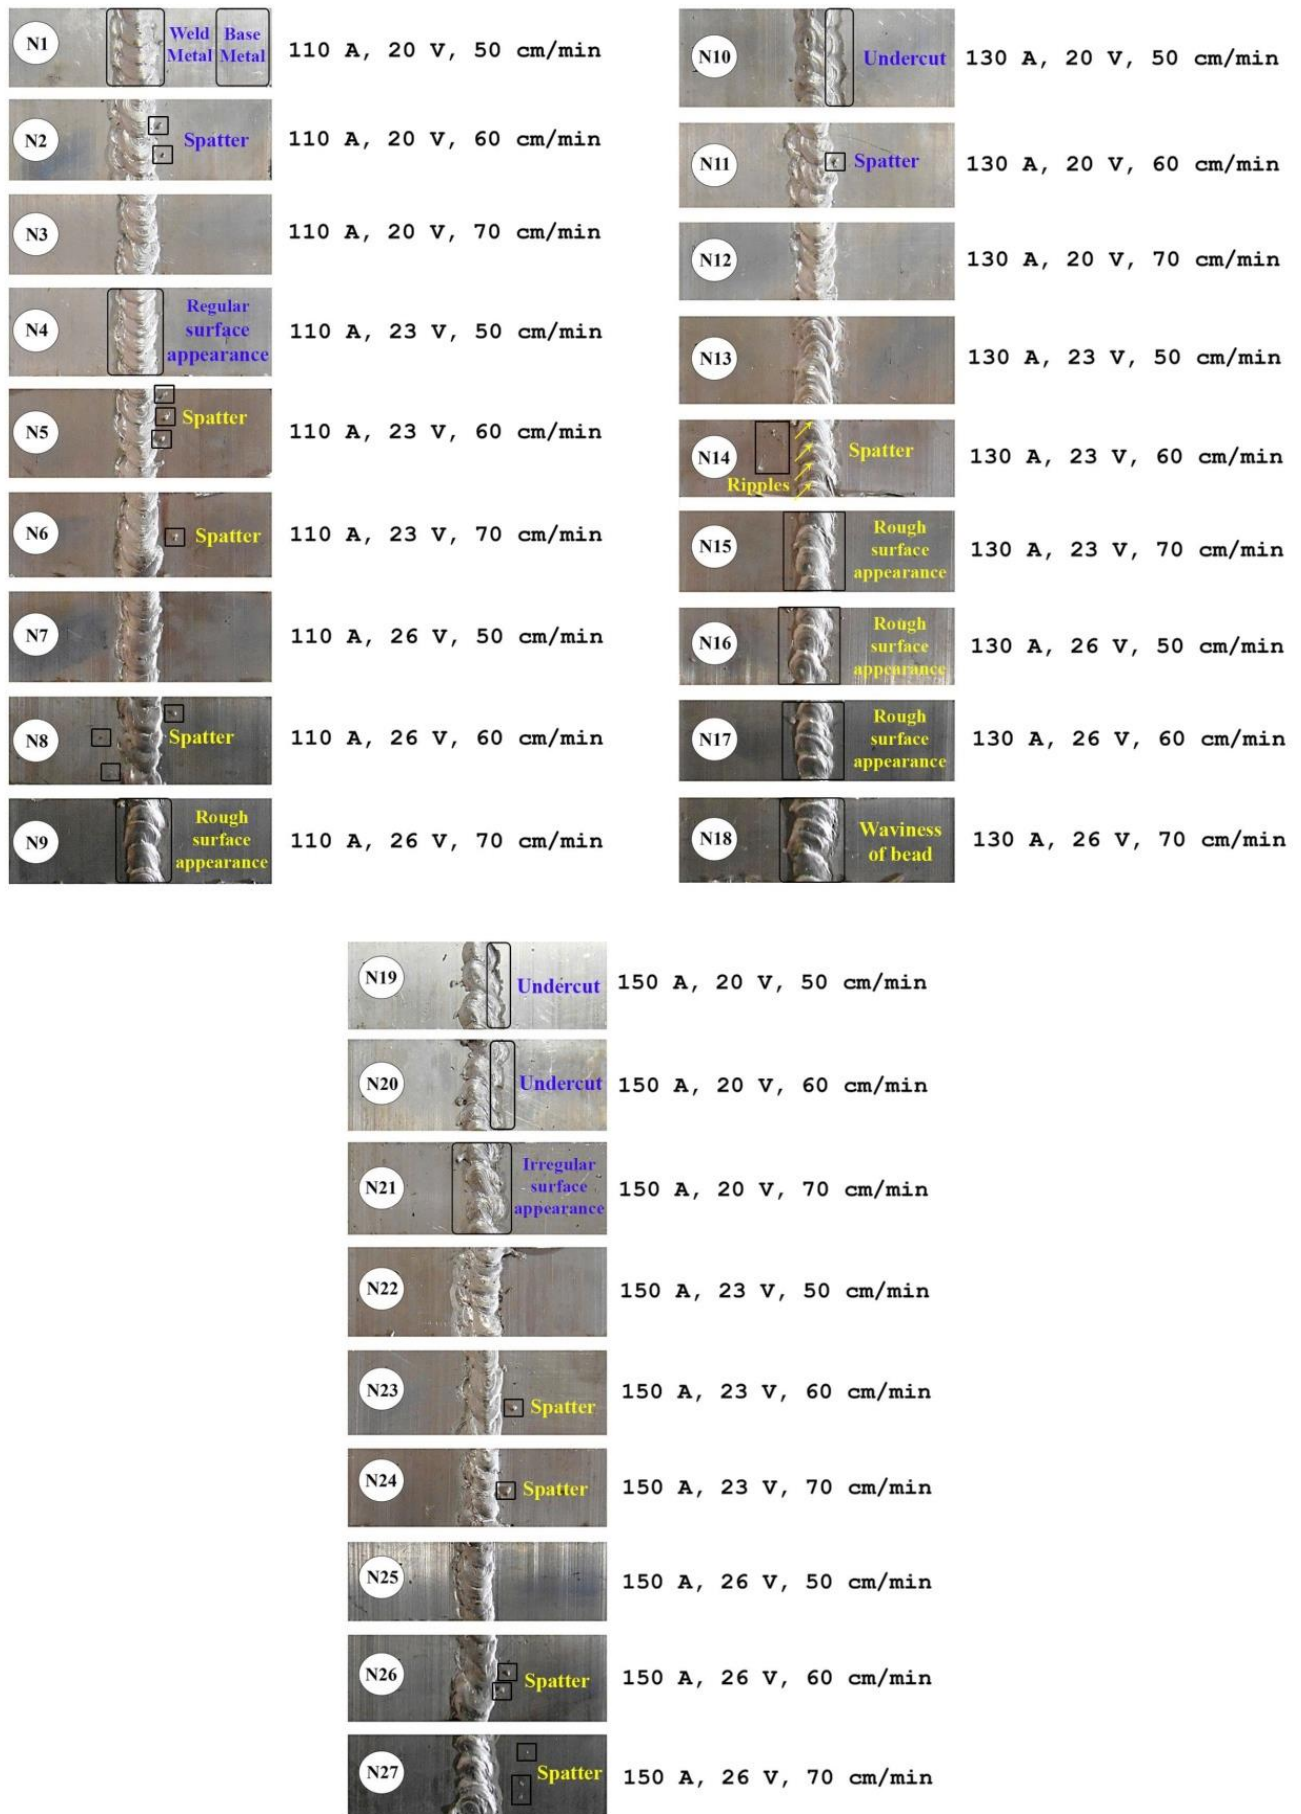 N1
Weld Metal
Base Metal
110 A, 20 V, 50 cm/min
N2
Spatter
110 A, 20 V, 60 cm/min
N3
110 A, 20 V, 70 cm/min
N4
Regular
surface
appearance
110 A, 23 V, 50 cm/min
N5
Spatter
110 A, 23 V, 60 cm/min
N6
Spatter
110 A, 23 V, 70 cm/min
N7
110 A, 26 V, 50 cm/min
N8
Spatter
110 A, 26 V, 60 cm/min
N9
Rough
surface
appearance
110 A, 26 V, 70 cm/min
N10
Undercut
130 A, 20 V, 50 cm/min
N11
Spatter
130 A, 20 V, 60 cm/min
N12
130 A, 20 V, 70 cm/min
N13
130 A, 23 V, 50 cm/min
N14
Spatter
Ripples
130 A, 23 V, 60 cm/min
N15
Rough
surface
appearance
130 A, 23 V, 70 cm/min
N16
Rough
surface
appearance
130 A, 26 V, 50 cm/min
N17
Rough
surface
appearance
130 A, 26 V, 60 cm/min
N18
Waviness
of bead
130 A, 26 V, 70 cm/min
N19
Undercut
150 A, 20 V, 50 cm/min
N20
Undercut
150 A, 20 V, 60 cm/min
N21
Irregular
surface
appearance
150 A, 20 V, 70 cm/min
N22
150 A, 23 V, 50 cm/min
N23
Spatter
150 A, 23 V, 60 cm/min
N24
Spatter
150 A, 23 V, 70 cm/min
N25
150 A, 26 V, 50 cm/min
N26
Spatter
150 A, 26 V, 60 cm/min
N27
Spatter
150 A, 26 V, 70 cm/min